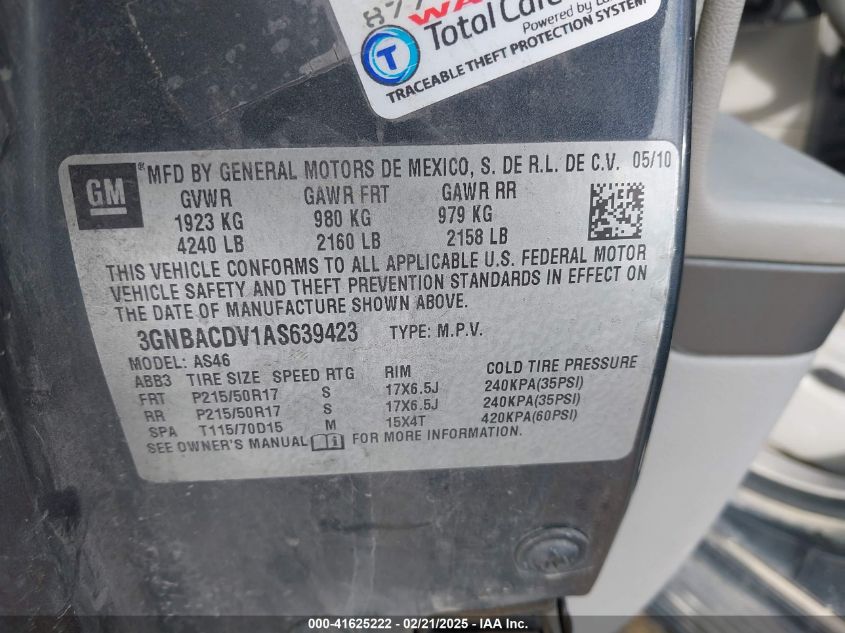 877
WA
Total Car
Powered by
T
TRACEABLE THEFT PROTECTION SYSTEM
GM
®MFD BY GENERAL MOTORS DE MEXICO, S. DE R.L. DE C.V. 05/10
GVWR GAWR FRT GAWR RR
1923 KG 980 KG 979 KG
4240 LB 2160 LB 2158 LB
THIS VEHICLE CONFORMS TO ALL APPLICABLE U.S. FEDERAL MOTOR
VEHICLE SAFETY AND THEFT PREVENTION STANDARDS IN EFFECT ON
THE DATE OF MANUFACTURE SHOWN ABOVE.
3GNBACDV1AS639423 TYPE: M.P.V.
MODEL: AS46
ABB3 TIRE SIZE SPEED RTG RIM COLD TIRE PRESSURE
FRT P215/50R17 S 17X6.5J 240KPA(35PSI)
RR P215/50R17 S 17X6.5J 240KPA(35PSI)
SPA T115/70D15 M 15X4T 420KPA(60PSI)
SEE OWNER'S MANUAL FOR MORE INFORMATION.
000-41625222 - 02/21/2025 - IAA Inc.